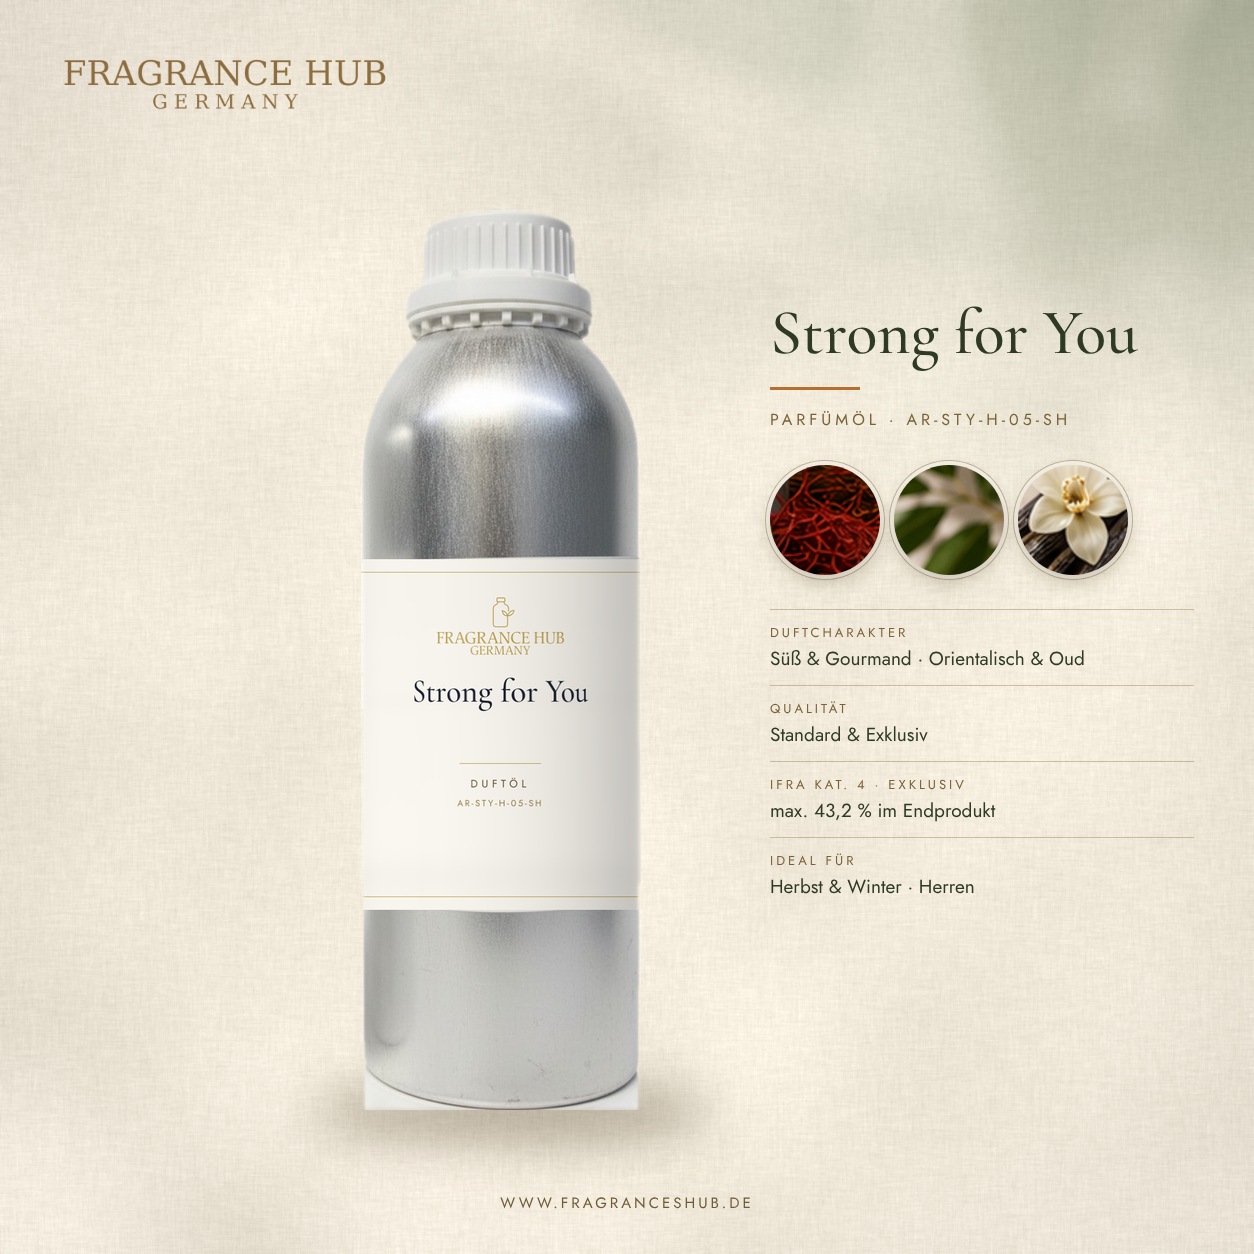 FRAGRANCE HUB
GERMANY
Strong for You
PARFÜMÖL · AR-STY-H-05-SH
DUFTCHARAKTER
Süß & Gourmand · Orientalisch & Oud
QUALITÄT
Standard & Exklusiv
IFRA KAT. 4 · EXKLUSIV
max. 43,2 % im Endprodukt
IDEAL FÜR
Herbst & Winter · Herren
FRAGRANCE HUB
GERMANY
Strong for You
DUFTÖL
AR-STY-H-05-SH
WWW.FRAGRANCESHUB.DE